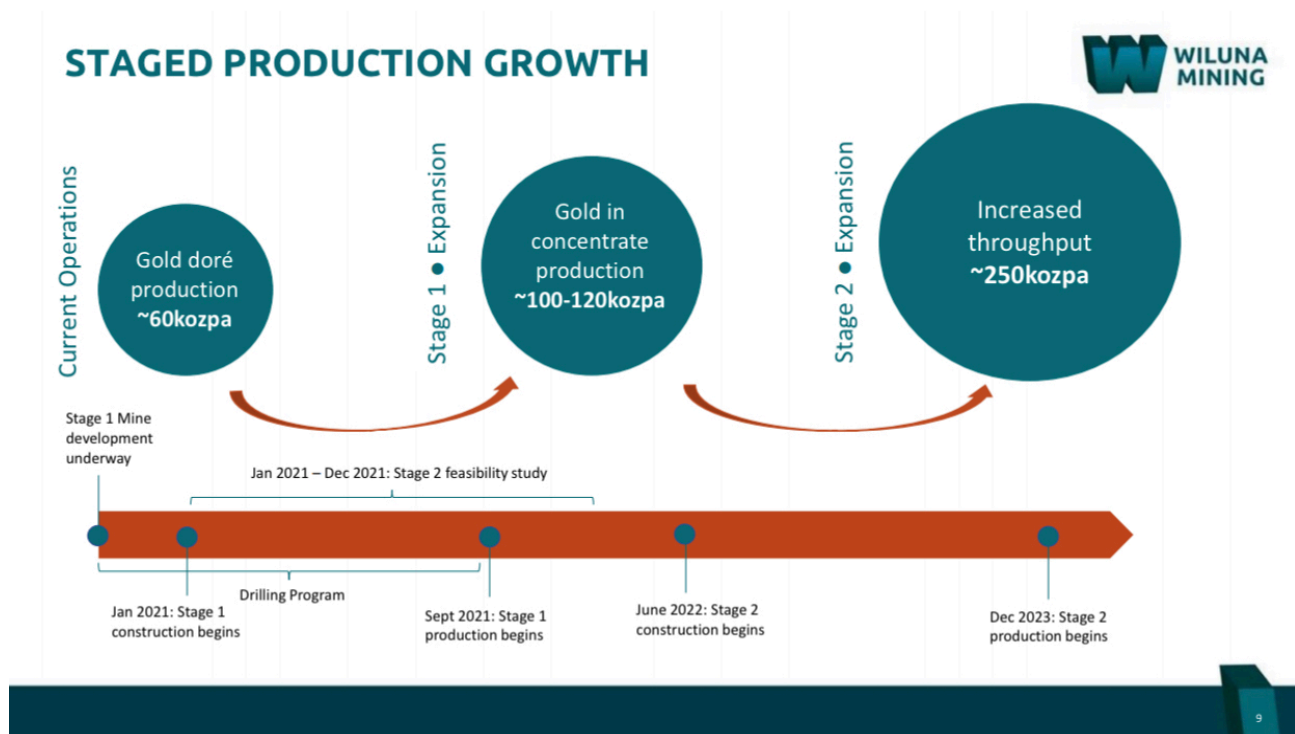 STAGED PRODUCTION GROWTH
WILUNA
MINING
Current Operations
Gold doré
production
~60kozpa
Stage 1 ● Expansion
Gold in
concentrate
production
~100-120kozpa
Stage 2 ● Expansion
Increased
throughput
~250kozpa
Stage 1 Mine
development
underway
Jan 2021 – Dec 2021: Stage 2 feasibility study
Drilling Program
Jan 2021: Stage 1
construction begins
Sept 2021: Stage 1
production begins
June 2022: Stage 2
construction begins
Dec 2023: Stage 2
production begins
9